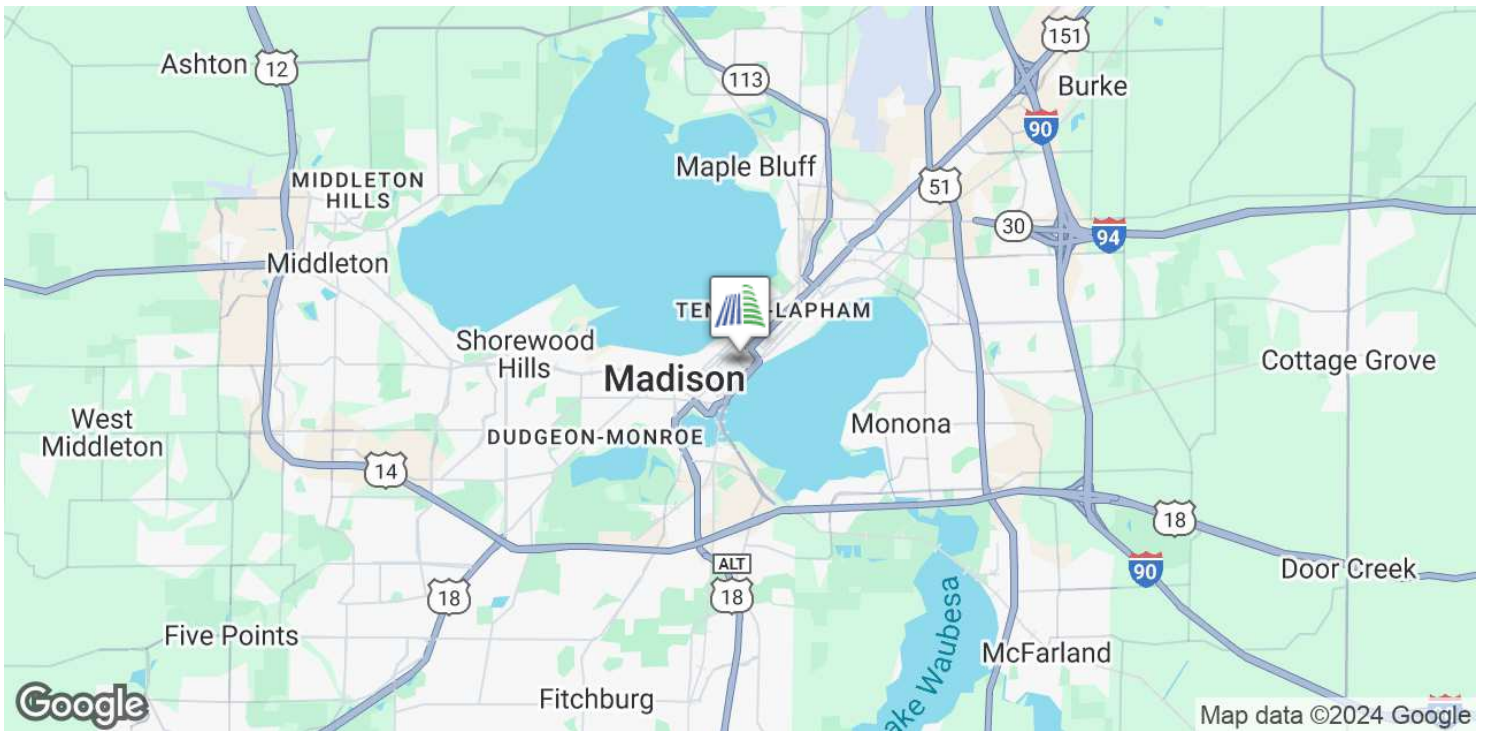 151
Ashton
12
113
Burke
90
Maple Bluff
MIDDLETON
HILLS
51
30
94
Middleton
LAPHAM
Shorewood
Hills
Cottage Grove
Madison
West
Middleton
Monona
DUDGEON-MONROE
14
18
ALT
18
18
90
Door Creek
Lake Waubesa
Five Points
McFarland
Fitchburg
Google
Map data ©2024 Google